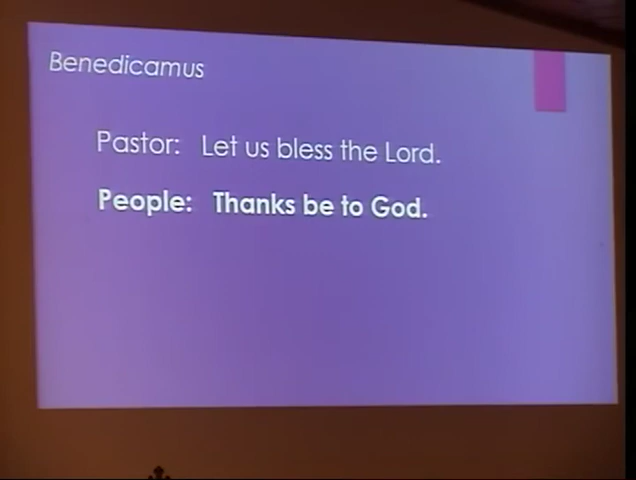 Benedicamus
Pastor: Let us bless the Lord.
People: Thanks be to God.